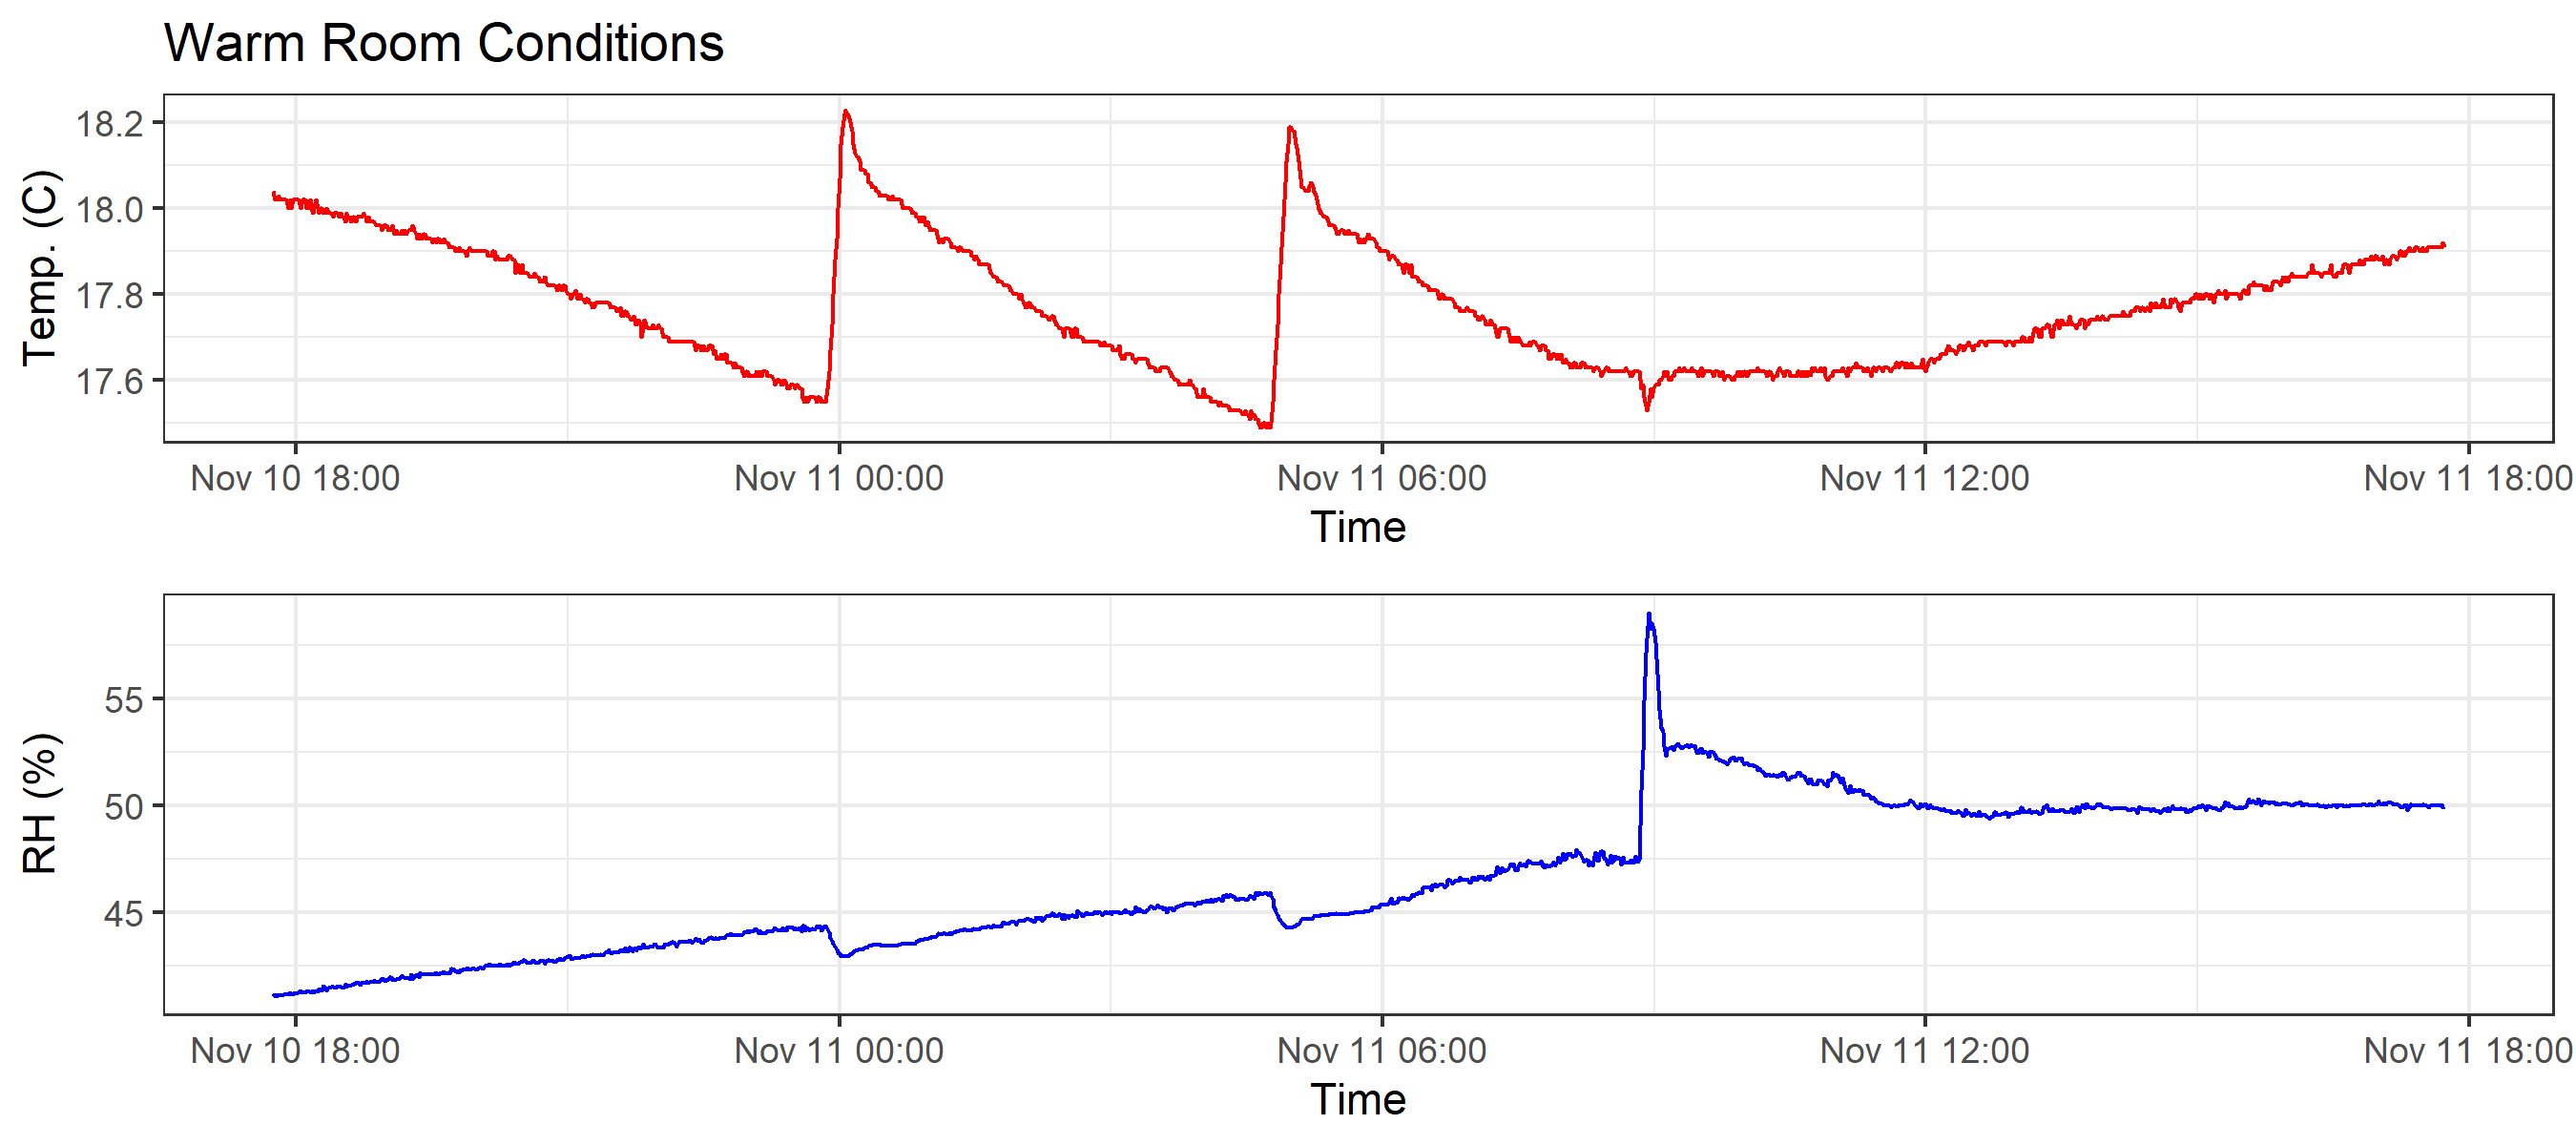 Warm Room Conditions
Temp. (C)
18.2
18.0
17.8
17.6
Nov 10 18:00 Nov 11 00:00 Nov 11 06:00 Nov 11 12:00 Nov 11 18:00
Time
RH (%)
55
50
45
Nov 10 18:00 Nov 11 00:00 Nov 11 06:00 Nov 11 12:00 Nov 11 18:00
Time